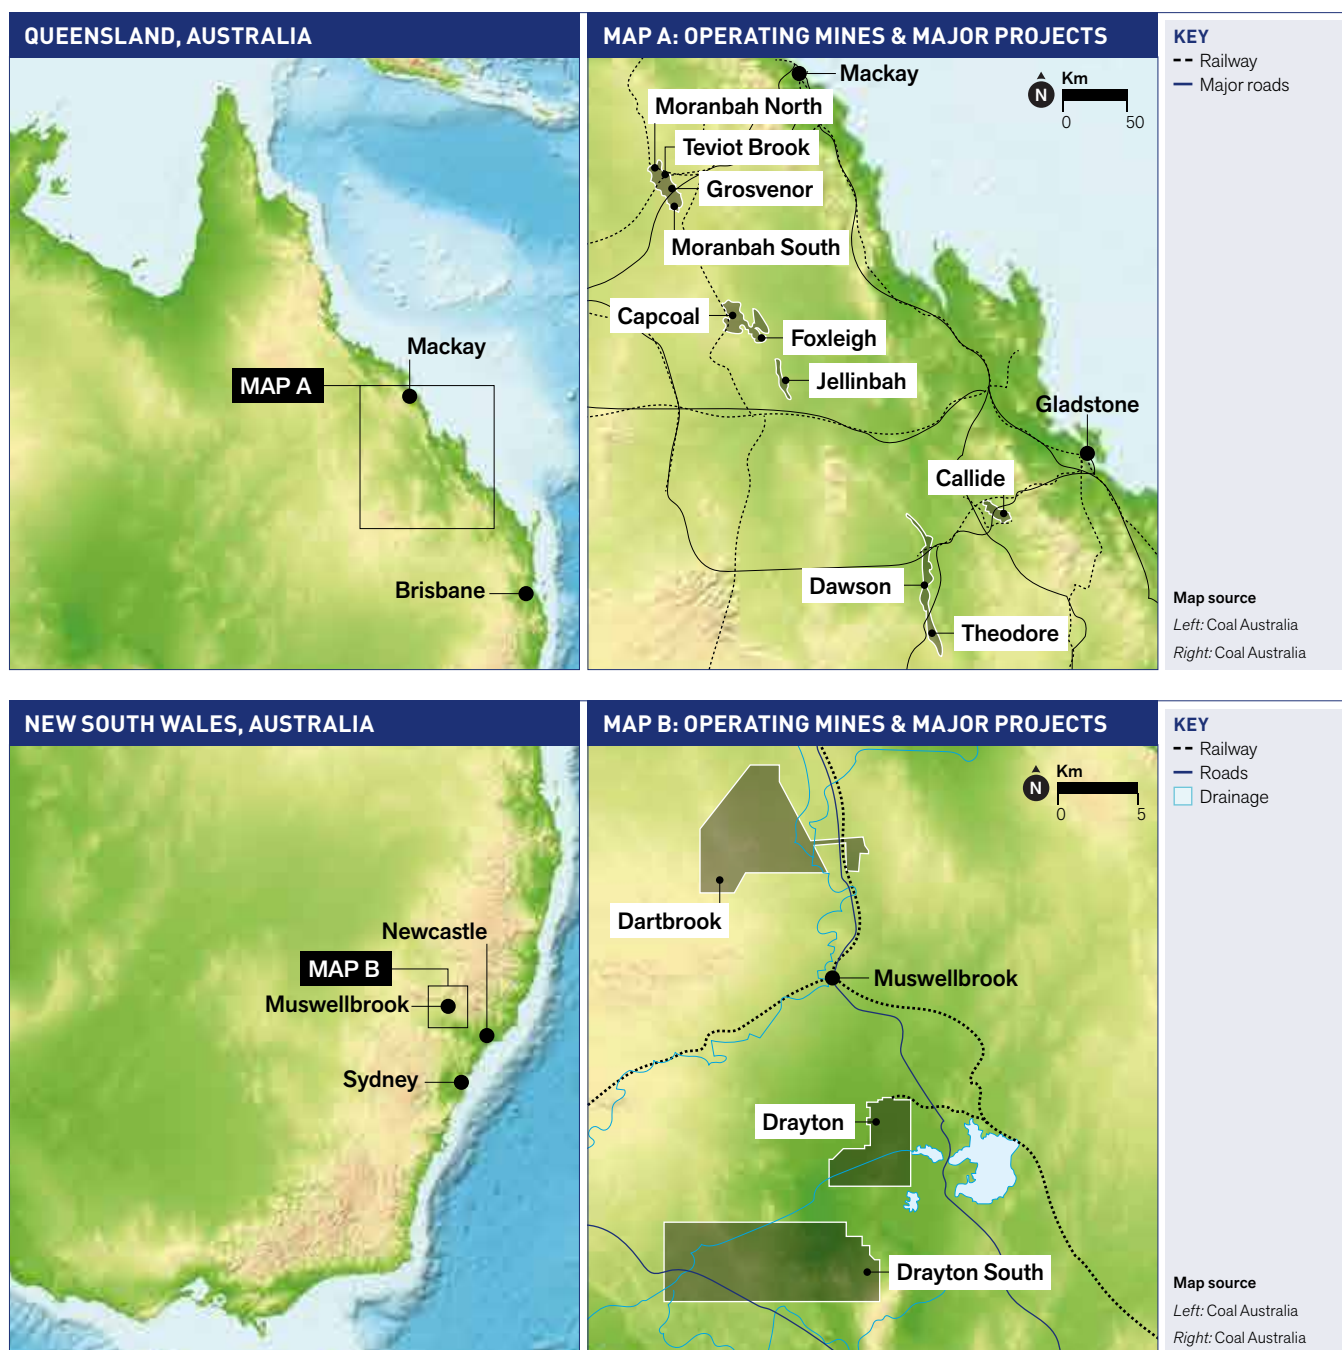 QUEENSLAND, AUSTRALIA
Mackay
MAP A
Brisbane
MAP A: OPERATING MINES & MAJOR PROJECTS
Mackay
N
Km
0 50
Moranbah North
Teviot Brook
Grosvenor
Moranbah South
Capcoal
Foxleigh
Jellinbah
Gladstone
Callide
Dawson
Theodore
KEY
Railway
Major roads
Map source
Left: Coal Australia
Right: Coal Australia
NEW SOUTH WALES, AUSTRALIA
Newcastle
MAP B
Muswellbrook
Sydney
MAP B: OPERATING MINES & MAJOR PROJECTS
N
Km
0 5
Dartbrook
Muswellbrook
Drayton
Drayton South
KEY
Railway
Roads
Drainage
Map source
Left: Coal Australia
Right: Coal Australia